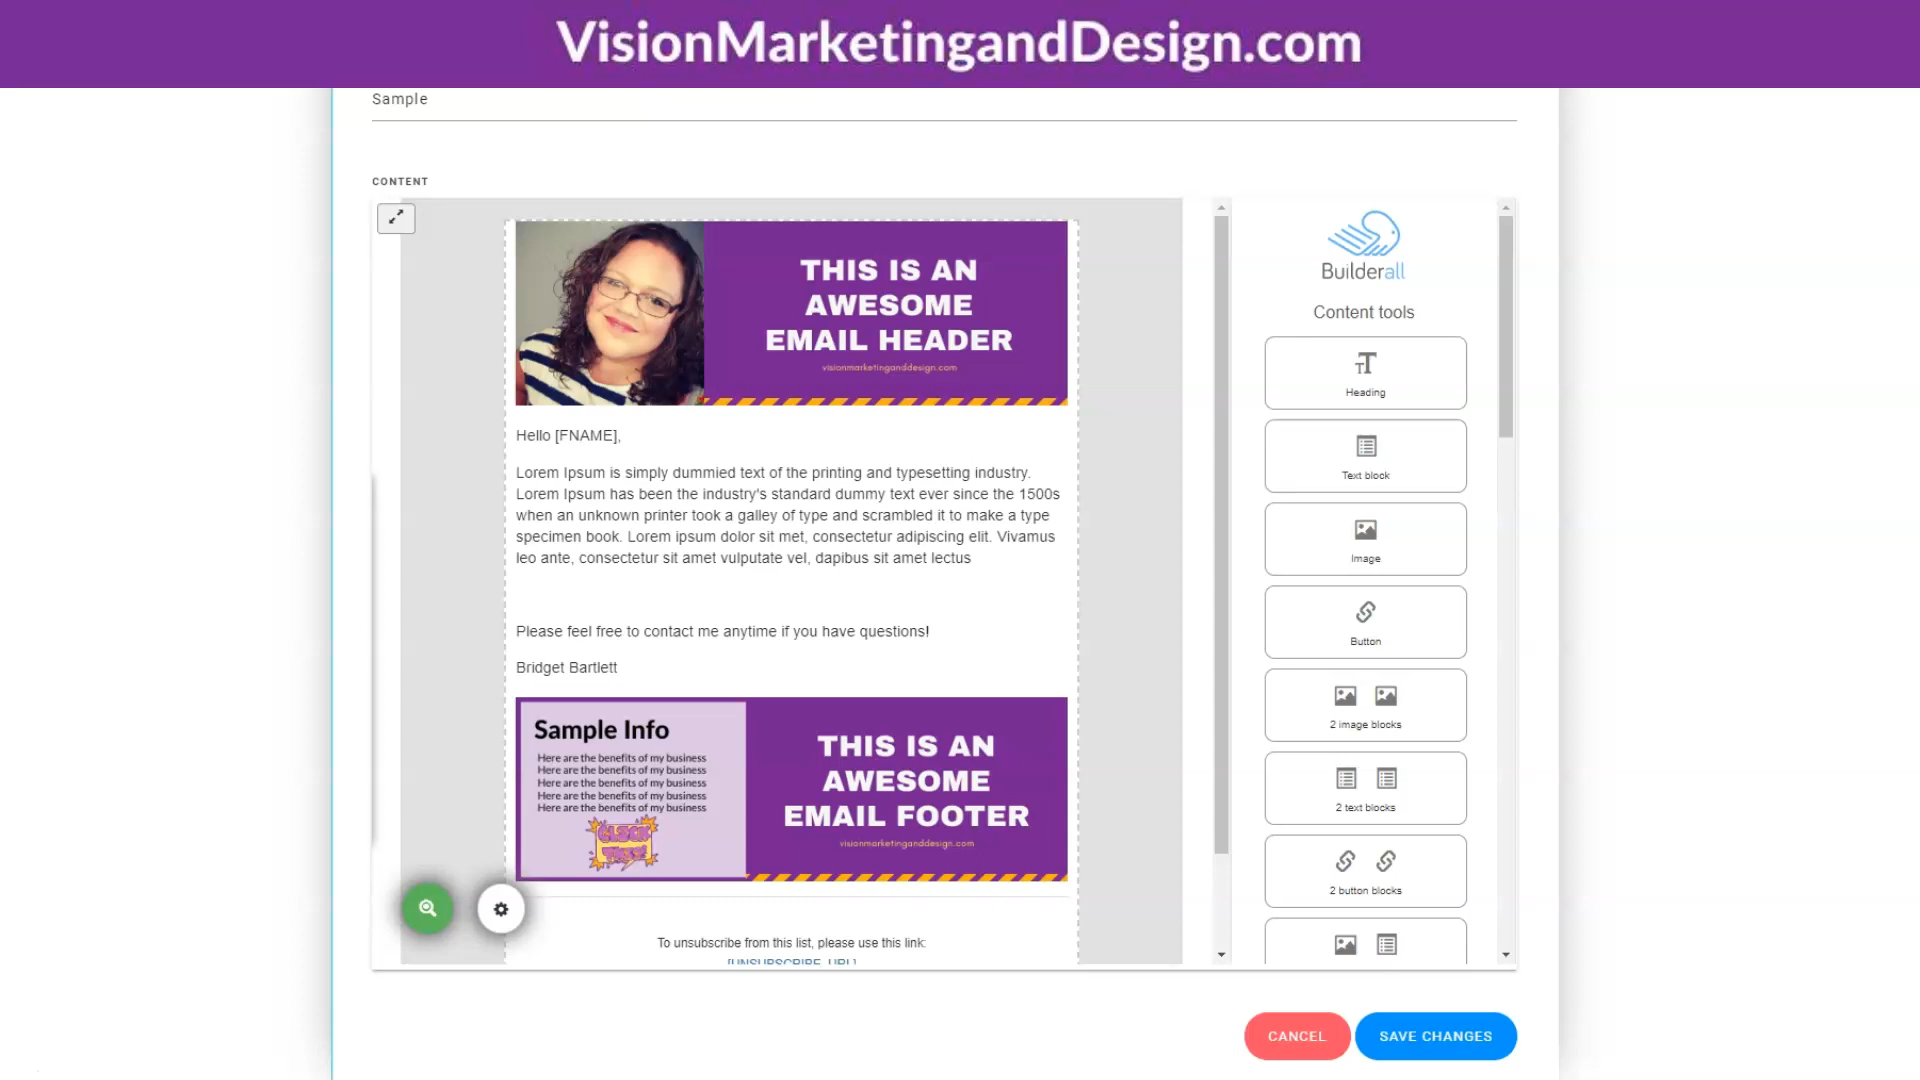 VisionMarketingandDesign.com
Sample
CONTENT
THIS IS AN
AWESOME
EMAIL HEADER
visionmarketinganddesign.com
Hello [FNAME],
Lorem Ipsum is simply dummied text of the printing and typesetting industry.
Lorem Ipsum has been the industry's standard dummy text ever since the 1500s
when an unknown printer took a galley of type and scrambled it to make a type
specimen book. Lorem ipsum dolor sit met, consectetur adipiscing elit. Vivamus
leo ante, consectetur sit amet vulputate vel, dapibus sit amet lectus
Please feel free to contact me anytime if you have questions!
Bridget Bartlett
Sample Info
Here are the benefits of my business
Here are the benefits of my business
Here are the benefits of my business
Here are the benefits of my business
Here are the benefits of my business
CLICK
THIS!
THIS IS AN
AWESOME
EMAIL FOOTER
visionmarketinganddesign.com
To unsubscribe from this list, please use this link:
[UNSUBSCRIBE_URL]
Builderall
Content tools
Heading
Text block
Image
Button
2 image blocks
2 text blocks
2 button blocks
CANCEL
SAVE CHANGES